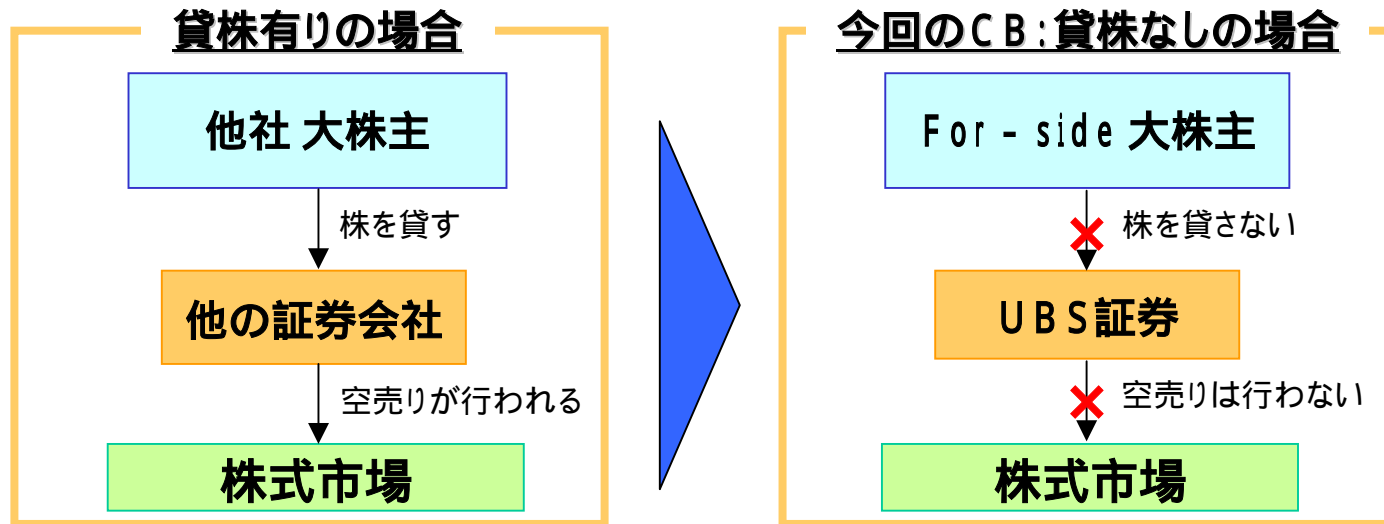 貸株有りの場合
他社 大株主
株を貸す
他の証券会社
空売りが行われる
株式市場
今回のCB:貸株なしの場合
For-side 大株主
株を貸さない
UBS証券
空売りは行わない
株式市場